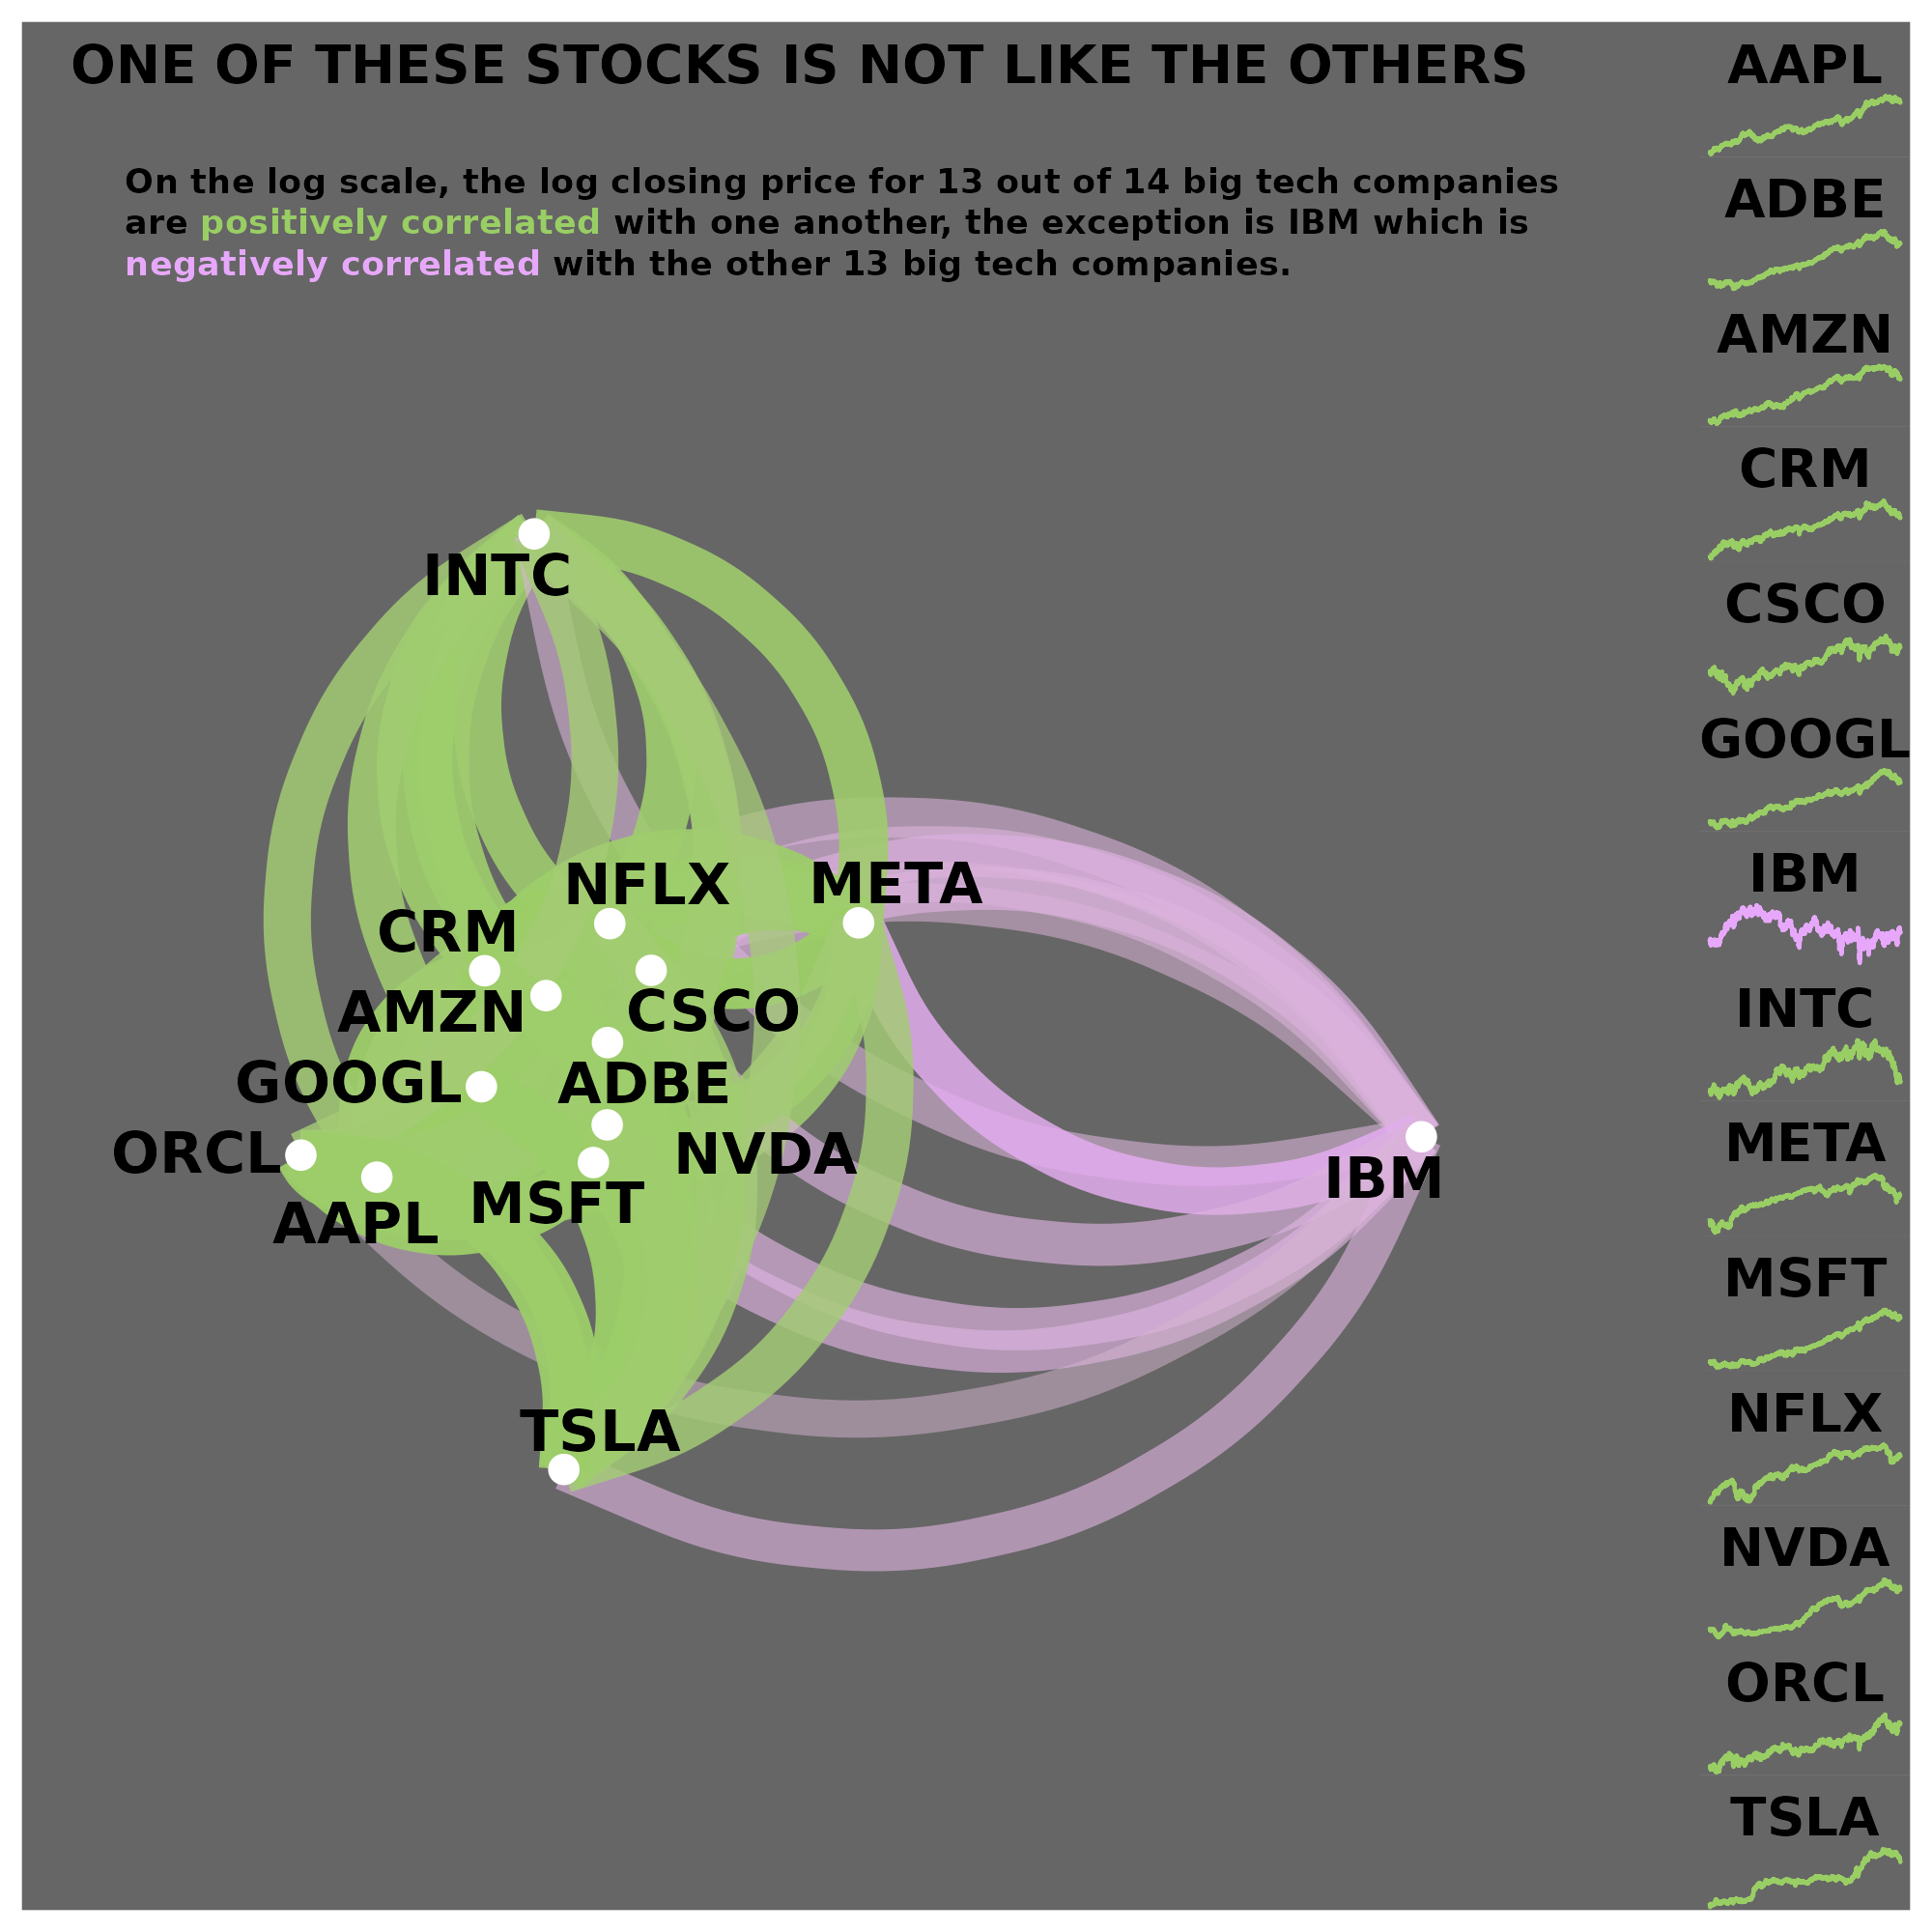 ONE OF THESE STOCKS IS NOT LIKE THE OTHERS
On the log scale, the log closing price for 13 out of 14 big tech companies
are positively correlated with one another, the exception is IBM which is
negatively correlated with the other 13 big tech companies.
INTC
NFLX
META
CRM
AMZN
CSCO
GOOGL
ADBE
ORCL
NVDA
AAPL
MSFT
IBM
TSLA
AAPL
ADBE
AMZN
CRM
CSCO
GOOGL
IBM
INTC
META
MSFT
NFLX
NVDA
ORCL
TSLA